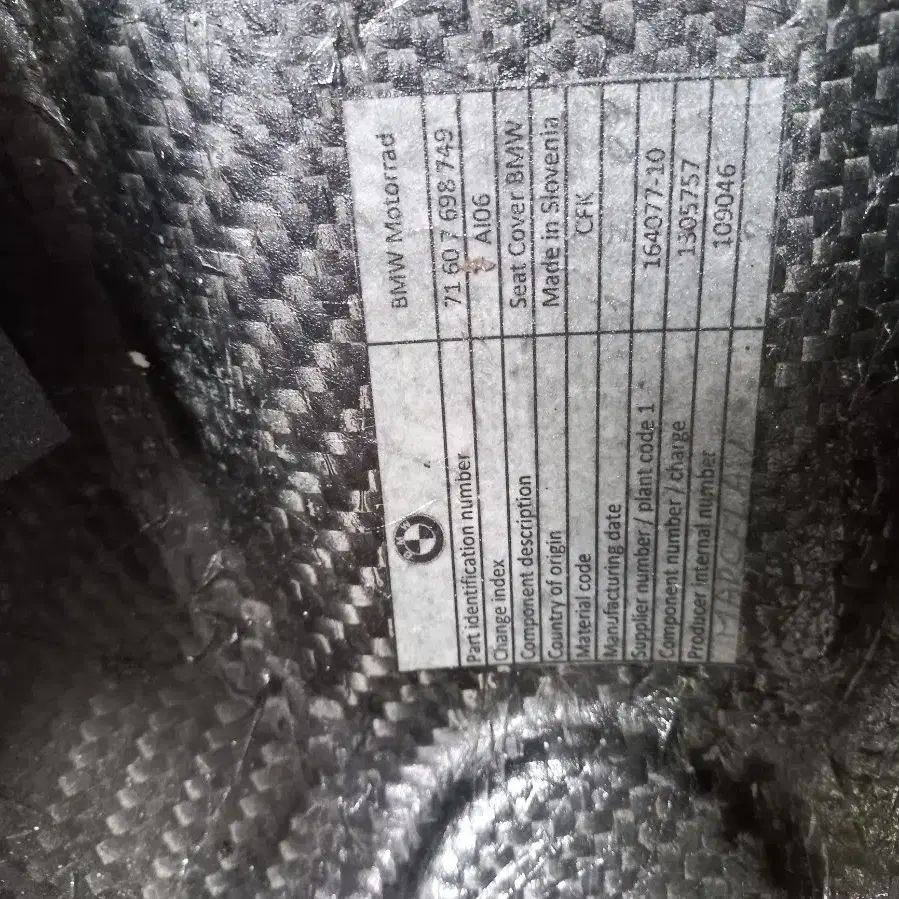 BMW Motorrad
Part identification number 71 60 7 698 749
Change index AI06
Component description Seat Cover BMW
Country of origin Made in Slovenia
Material code CFK
Manufacturing date
Supplier number / plant code 1 164077-10
Component number / charge 1305757
Producer internal number 109046